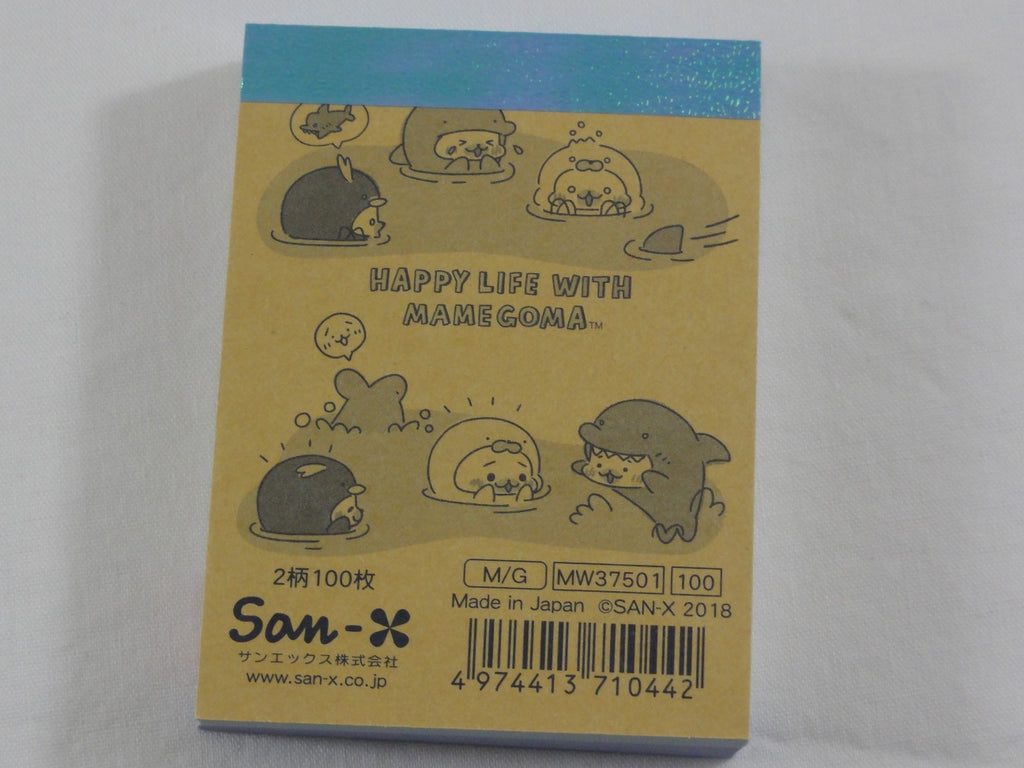 HAPPY LIFE WITH
MAMEGOMA™
2柄100枚
M/G MW37501 100
Made in Japan ©SAN-X 2018
San-X
サンエックス株式会社
www.san-x.co.jp
4 974413 710442